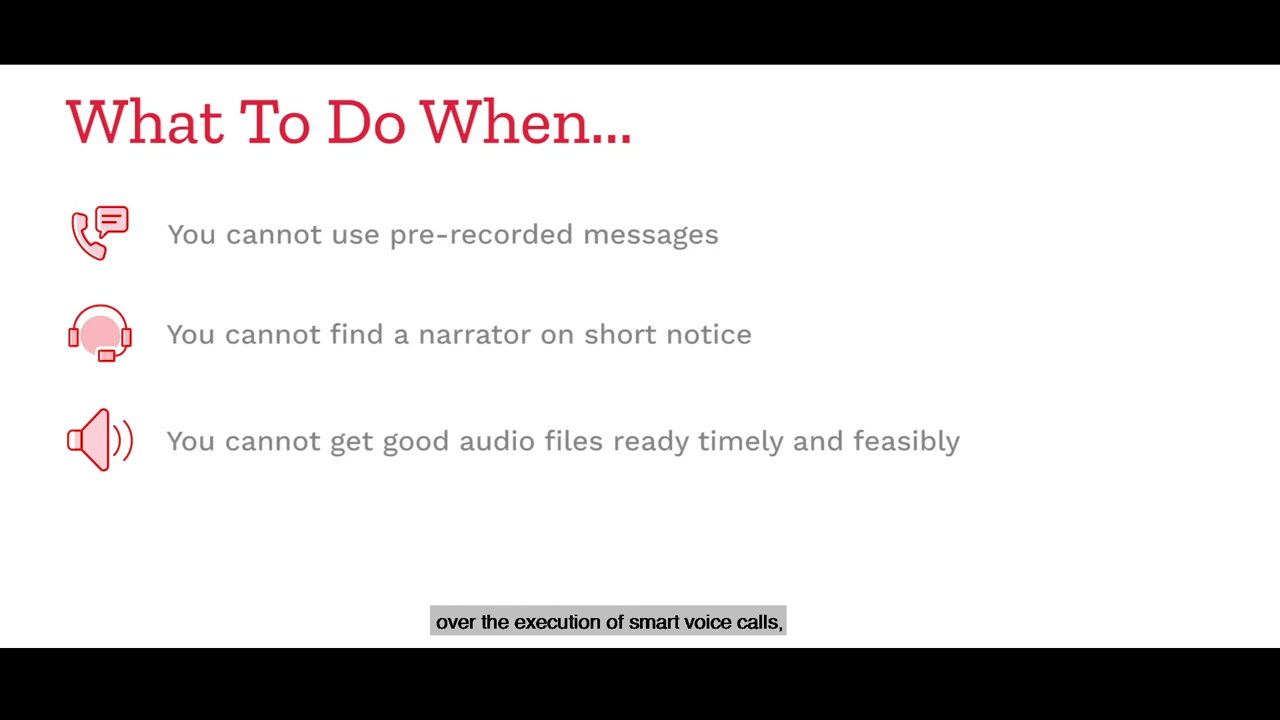 What To Do When...
You cannot use pre-recorded messages
You cannot find a narrator on short notice
You cannot get good audio files ready timely and feasibly
over the execution of smart voice calls,